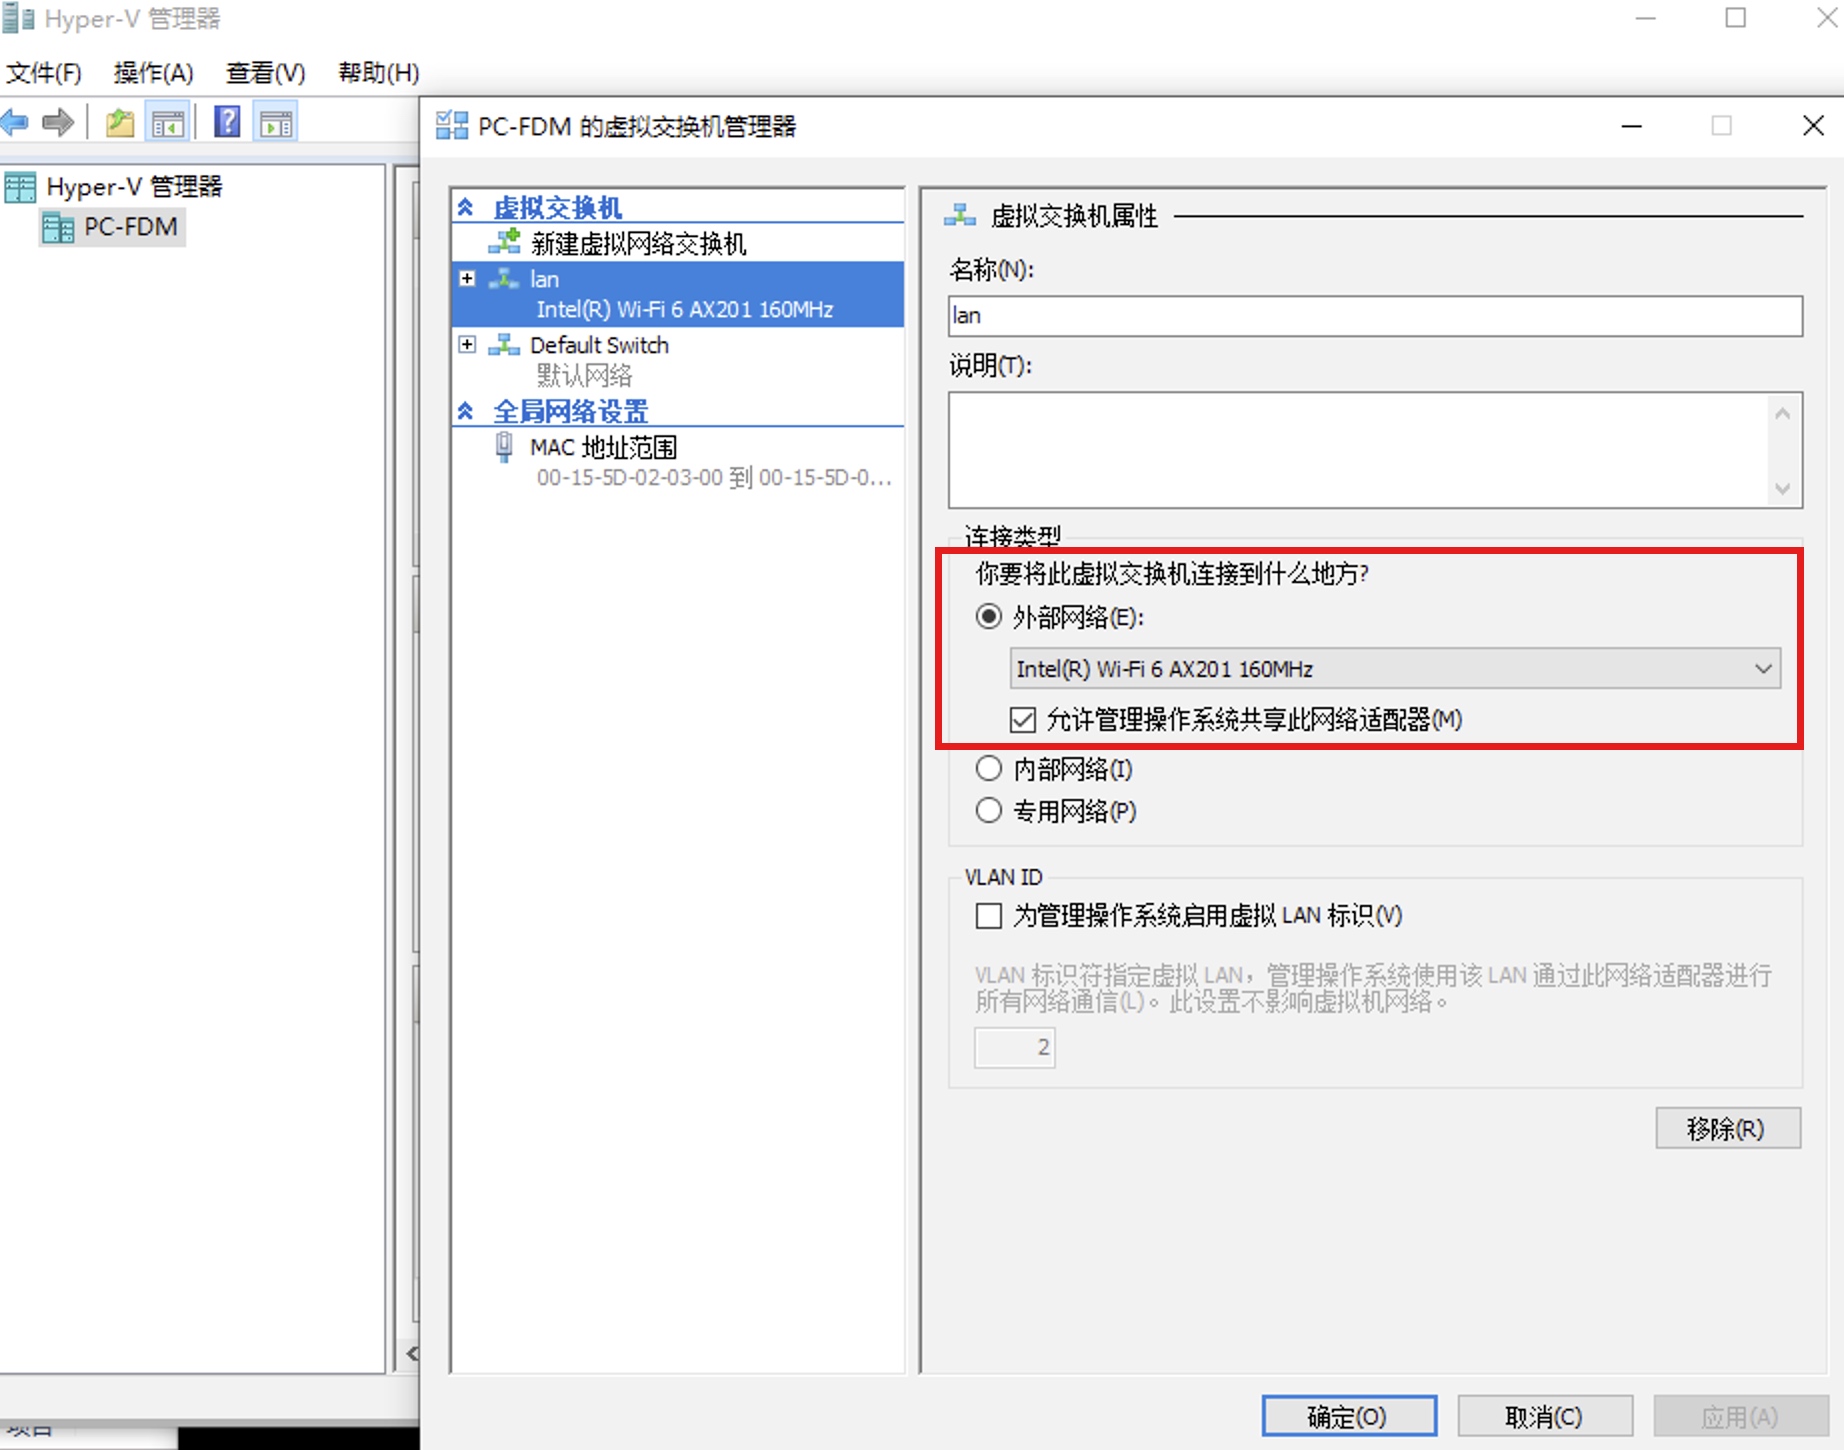 Hyper-V 管理器
文件(F) 操作(A) 查看(V) 帮助(H)
Hyper-V 管理器
PC-FDM
PC-FDM 的虚拟交换机管理器
虚拟交换机
新建虚拟网络交换机
lan
Intel(R) Wi-Fi 6 AX201 160MHz
Default Switch
默认网络
全局网络设置
MAC 地址范围
00-15-5D-02-03-00 到 00-15-5D-0...
虚拟交换机属性
名称(N):
lan
说明(T):
连接类型
你要将此虚拟交换机连接到什么地方?
外部网络(E):
Intel(R) Wi-Fi 6 AX201 160MHz
允许管理操作系统共享此网络适配器(M)
内部网络(I)
专用网络(P)
VLAN ID
为管理操作系统启用虚拟 LAN 标识(V)
VLAN 标识符指定虚拟 LAN，管理操作系统使用该 LAN 通过此网络适配器进行
所有网络通信(L)。此设置不影响虚拟机网络。
2
移除(R)
确定(O) 取消(C) 应用(A)